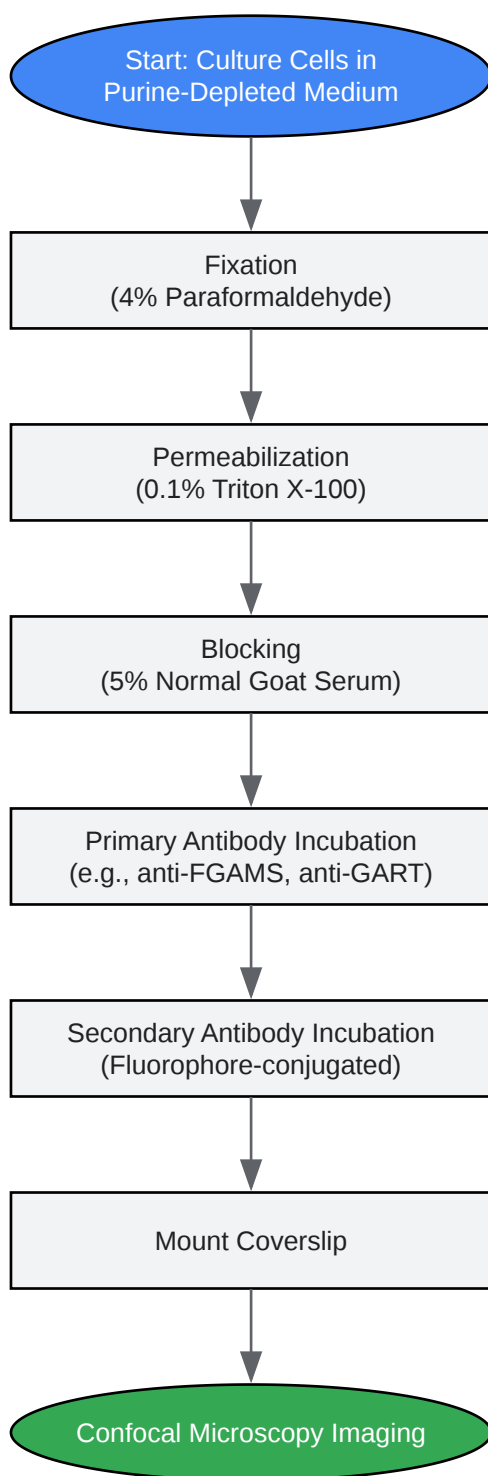 Start: Culture Cells in
Purine-Depleted Medium
Fixation
(4% Paraformaldehyde)
Permeabilization
(0.1% Triton X-100)
Blocking
(5% Normal Goat Serum)
Primary Antibody Incubation
(e.g., anti-FGAMS, anti-GART)
Secondary Antibody Incubation
(Fluorophore-conjugated)
Mount Coverslip
Confocal Microscopy Imaging